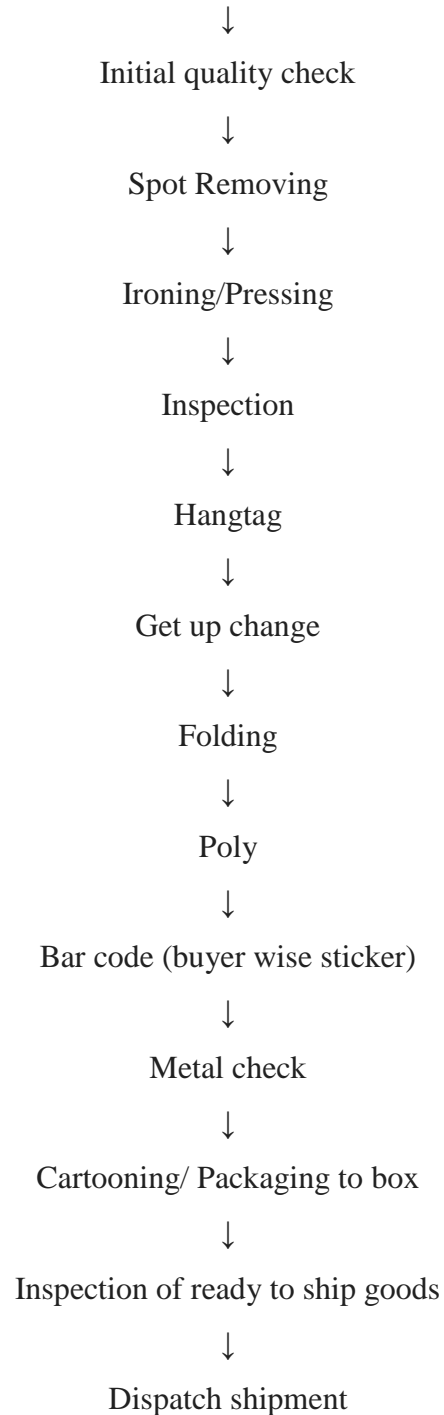 ↓
Initial quality check
↓
Spot Removing
↓
Ironing/Pressing
↓
Inspection
↓
Hangtag
↓
Get up change
↓
Folding
↓
Poly
↓
Bar code (buyer wise sticker)
↓
Metal check
↓
Cartooning/ Packaging to box
↓
Inspection of ready to ship goods
↓
Dispatch shipment